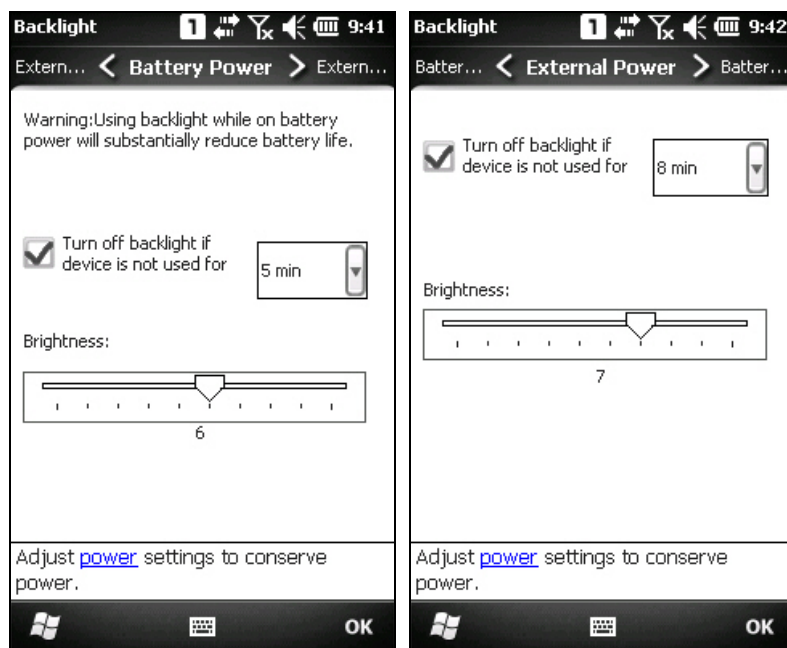 Backlight 1 9:41
Extern... Battery Power Extern...
Warning:Using backlight while on battery
power will substantially reduce battery life.
Turn off backlight if
device is not used for
5 min
Brightness:
6
Adjust power settings to conserve
power.
OK
Backlight 1 9:42
Batter... External Power Batter...
Turn off backlight if
device is not used for
8 min
Brightness:
7
Adjust power settings to conserve
power.
OK